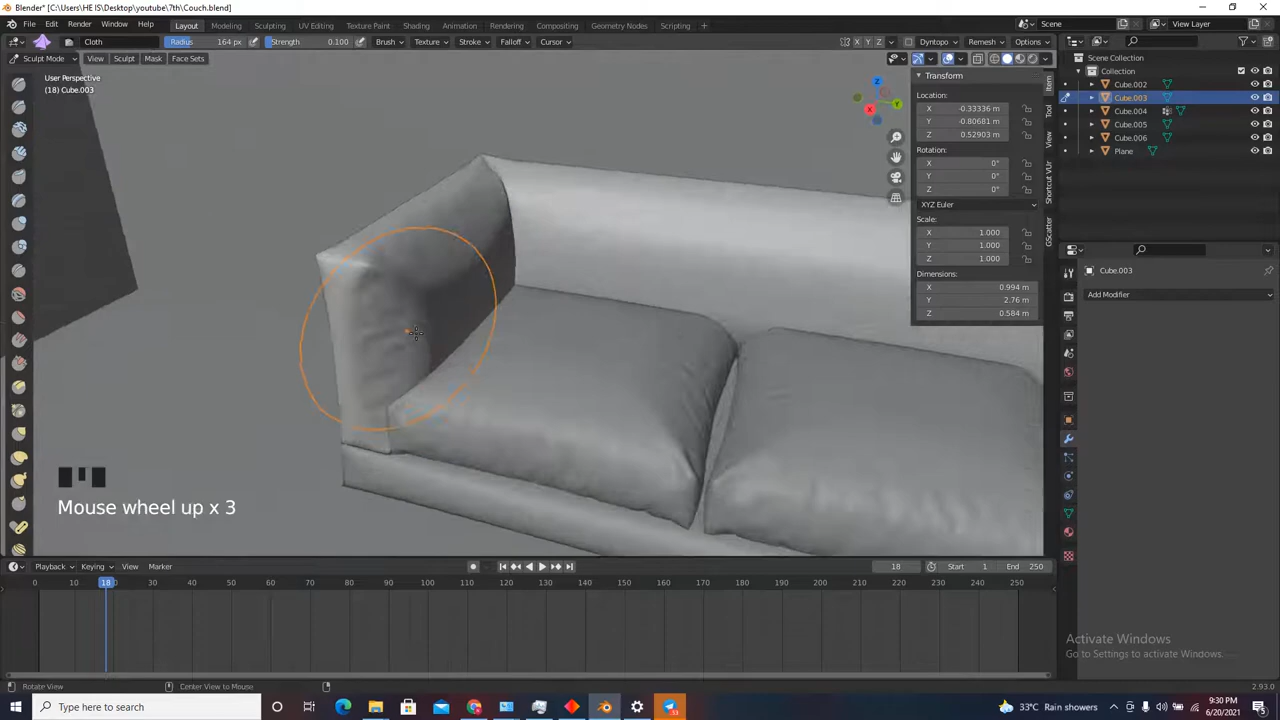 Blender* [C:\Users\HE IS\Desktop\youtube\7th\Couch.blend]
File Edit Render Window Help Layout Modeling Sculpting UV Editing Texture Paint Shading Animation Rendering Compositing Geometry Nodes Scripting + Scene View Layer
Cloth Radius 164 px Strength 0.100 Brush Texture Stroke Falloff Cursor X Y Z Dyntopo Remesh Options
Sculpt Mode View Sculpt Mask Face Sets
User Perspective
(18) Cube.003
Z
Y
X
Transform
Location:
X -0.33336 m
Y -0.80681 m
Z 0.52903 m
Rotation:
X 0°
Y 0°
Z 0°
XYZ Euler
Scale:
X 1.000
Y 1.000
Z 1.000
Dimensions:
X 0.994 m
Y 2.76 m
Z 0.584 m
Item
Tool
View
Shortcut VUr
GScatter
Scene Collection
Collection
Cube.002
Cube.003
Cube.004
Cube.005
Cube.006
Plane
Cube.003
Add Modifier
Mouse wheel up x 3
Playback Keying View Marker 18 Start 1 End 250
0 10 18 30 40 50 60 70 80 90 100 110 120 130 140 150 160 170 180 190 200 210 220 230 240 250
Activate Windows
Go to Settings to activate Windows.
Rotate View Center View to Mouse 2.93.0
Type here to search 33°C Rain showers 9:30 PM
6/20/2021